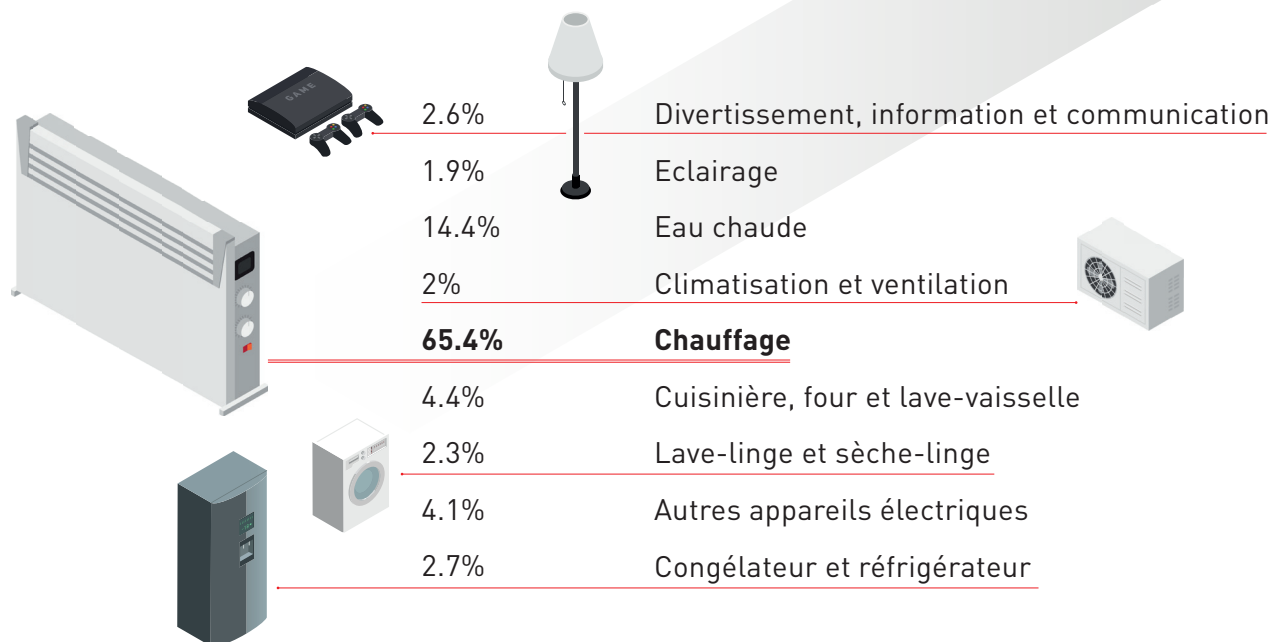 GAME
2.6% Divertissement, information et communication
1.9% Eclairage
14.4% Eau chaude
2% Climatisation et ventilation
65.4% Chauffage
4.4% Cuisinière, four et lave-vaisselle
2.3% Lave-linge et sèche-linge
4.1% Autres appareils électriques
2.7% Congélateur et réfrigérateur